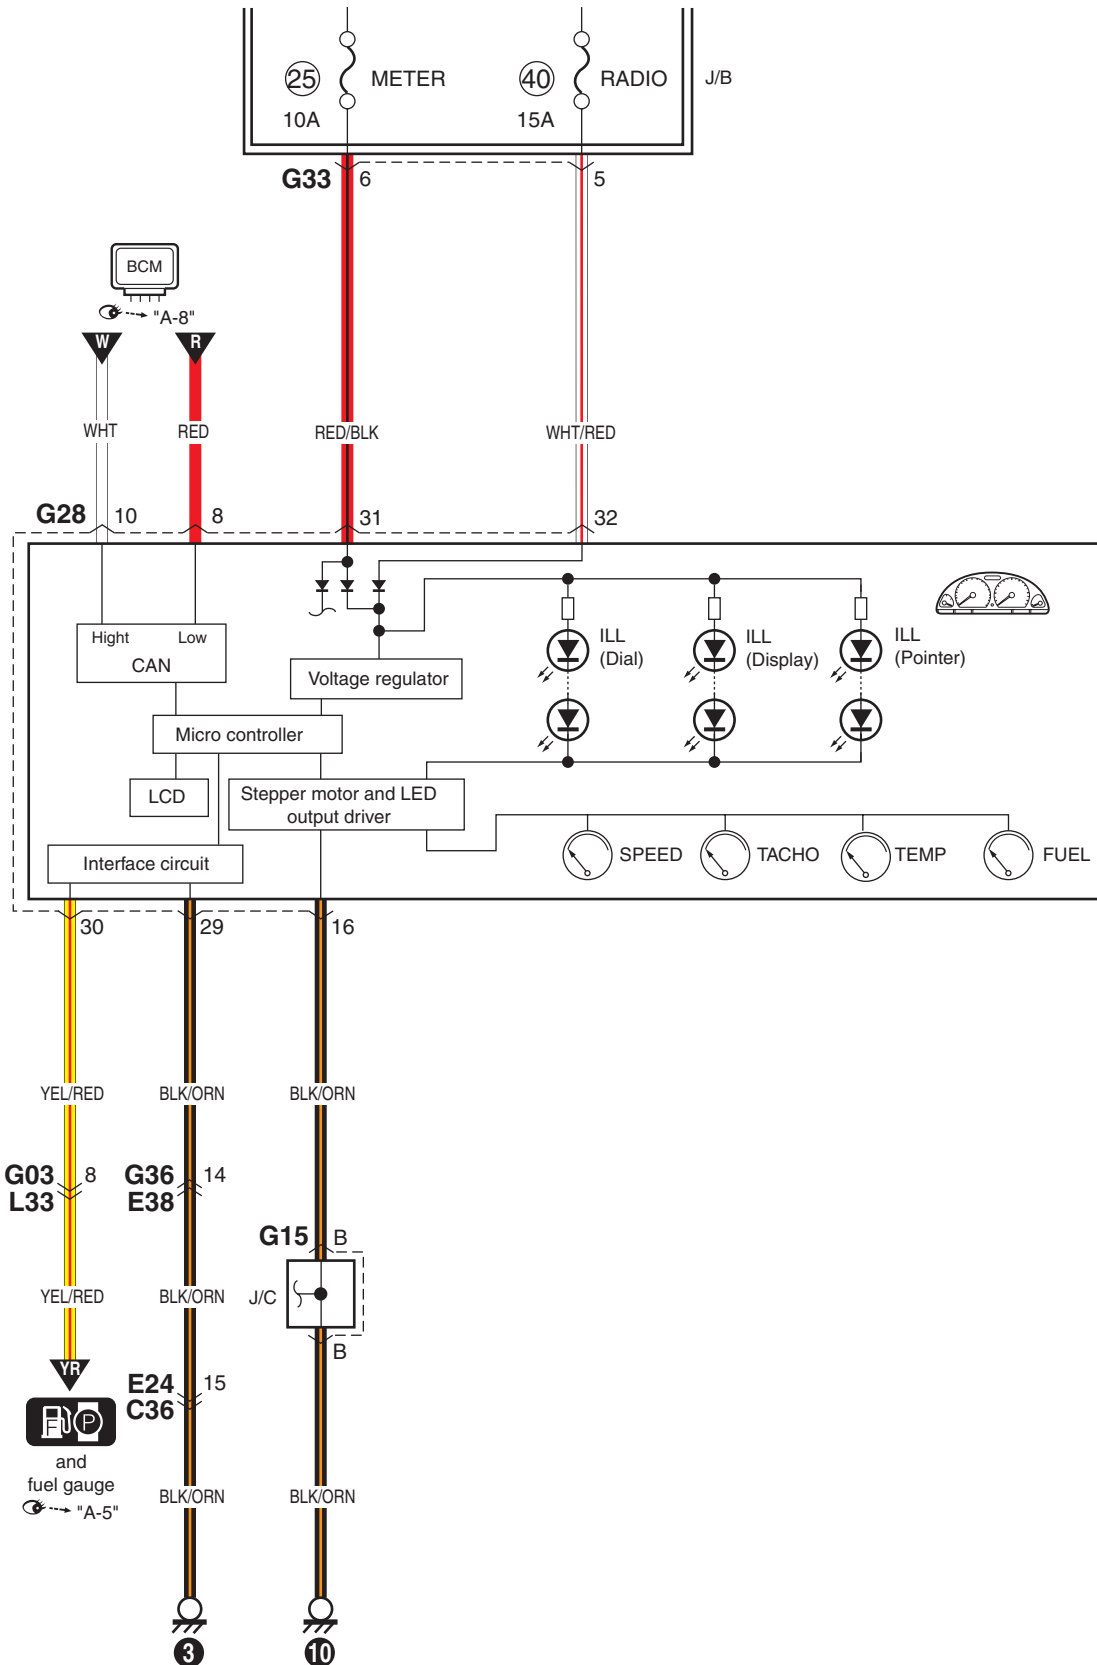 25 METER 40 RADIO J/B
10A 15A
G33 6 5
BCM
"A-8"
W R
WHT RED RED/BLK WHT/RED
G28 10 8 31 32
Hight Low
CAN
ILL
(Dial)
ILL
(Display)
ILL
(Pointer)
Voltage regulator
Micro controller
LCD
Stepper motor and LED
output driver
SPEED TACHO TEMP FUEL
Interface circuit
30 29 16
YEL/RED BLK/ORN BLK/ORN
G03 8 G36 14
L33 E38
G15 B
YEL/RED BLK/ORN J/C
B
YR
E24 15
C36
F P
and
fuel gauge
"A-5"
BLK/ORN BLK/ORN
3 10